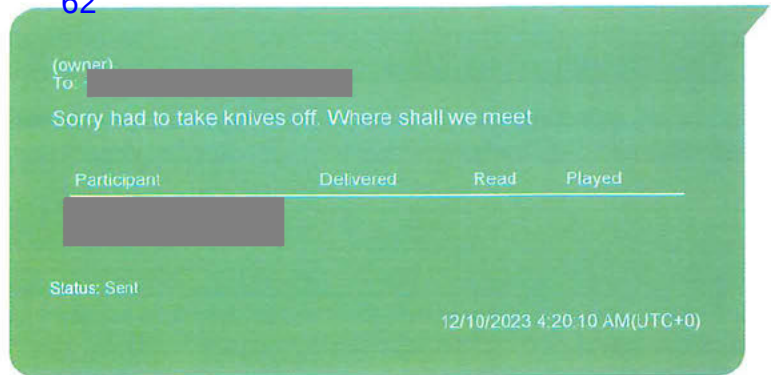 62
(owner)
To:
Sorry had to take knives off. Where shall we meet
Participant Delivered Read Played
Status: Sent
12/10/2023 4:20:10 AM(UTC+0)